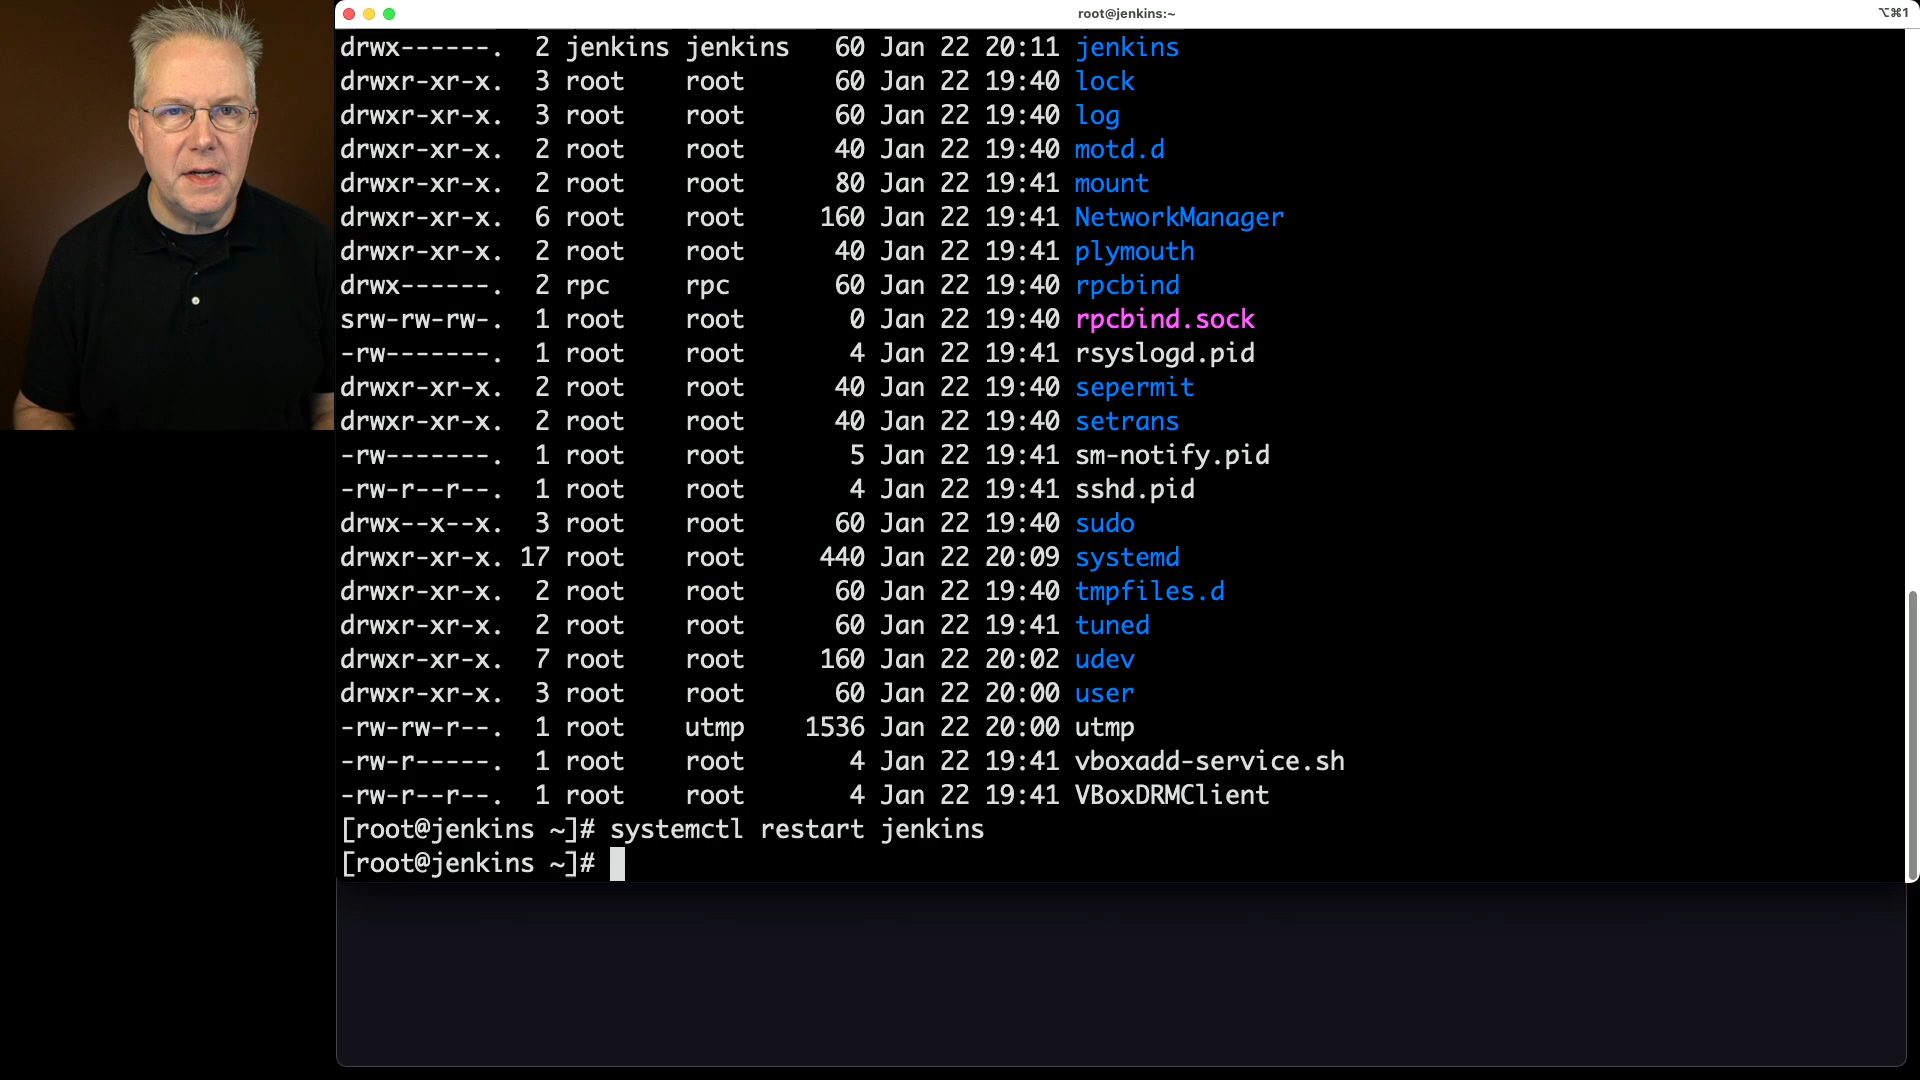 root@jenkins:~
⌥⌘1
drwx------.  2 jenkins jenkins   60 Jan 22 20:11 jenkins
drwxr-xr-x.  3 root    root      60 Jan 22 19:40 lock
drwxr-xr-x.  3 root    root      60 Jan 22 19:40 log
drwxr-xr-x.  2 root    root      40 Jan 22 19:40 motd.d
drwxr-xr-x.  2 root    root      80 Jan 22 19:41 mount
drwxr-xr-x.  6 root    root     160 Jan 22 19:41 NetworkManager
drwxr-xr-x.  2 root    root      40 Jan 22 19:41 plymouth
drwx------.  2 rpc     rpc       60 Jan 22 19:40 rpcbind
srw-rw-rw-.  1 root    root       0 Jan 22 19:40 rpcbind.sock
-rw-------.  1 root    root       4 Jan 22 19:41 rsyslogd.pid
drwxr-xr-x.  2 root    root      40 Jan 22 19:40 sepermit
drwxr-xr-x.  2 root    root      40 Jan 22 19:40 setrans
-rw-------.  1 root    root       5 Jan 22 19:41 sm-notify.pid
-rw-r--r--.  1 root    root       4 Jan 22 19:41 sshd.pid
drwx--x--x.  3 root    root      60 Jan 22 19:40 sudo
drwxr-xr-x. 17 root    root     440 Jan 22 20:09 systemd
drwxr-xr-x.  2 root    root      60 Jan 22 19:40 tmpfiles.d
drwxr-xr-x.  2 root    root      60 Jan 22 19:41 tuned
drwxr-xr-x.  7 root    root     160 Jan 22 20:02 udev
drwxr-xr-x.  3 root    root      60 Jan 22 20:00 user
-rw-rw-r--.  1 root    utmp    1536 Jan 22 20:00 utmp
-rw-r-----.  1 root    root       4 Jan 22 19:41 vboxadd-service.sh
-rw-r--r--.  1 root    root       4 Jan 22 19:41 VBoxDRMClient
[root@jenkins ~]# systemctl restart jenkins
[root@jenkins ~]#